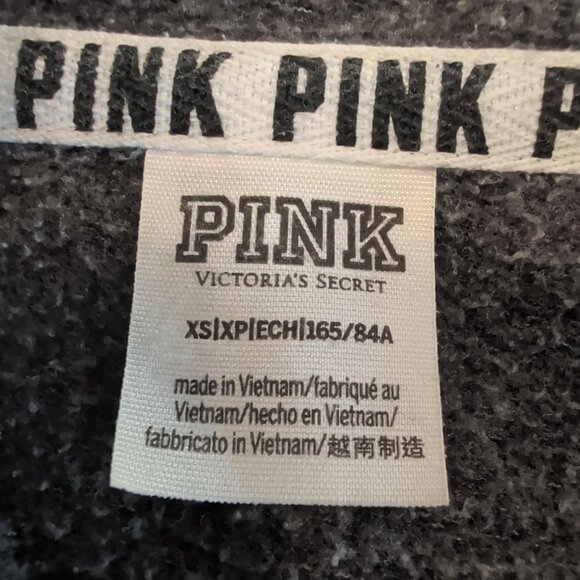 PINK PINK P
PINK
VICTORIA'S SECRET
XS|XP|ECH|165/84A
made in Vietnam/fabriqué au
Vietnam/hecho en Vietnam/
fabbricato in Vietnam/越南制造